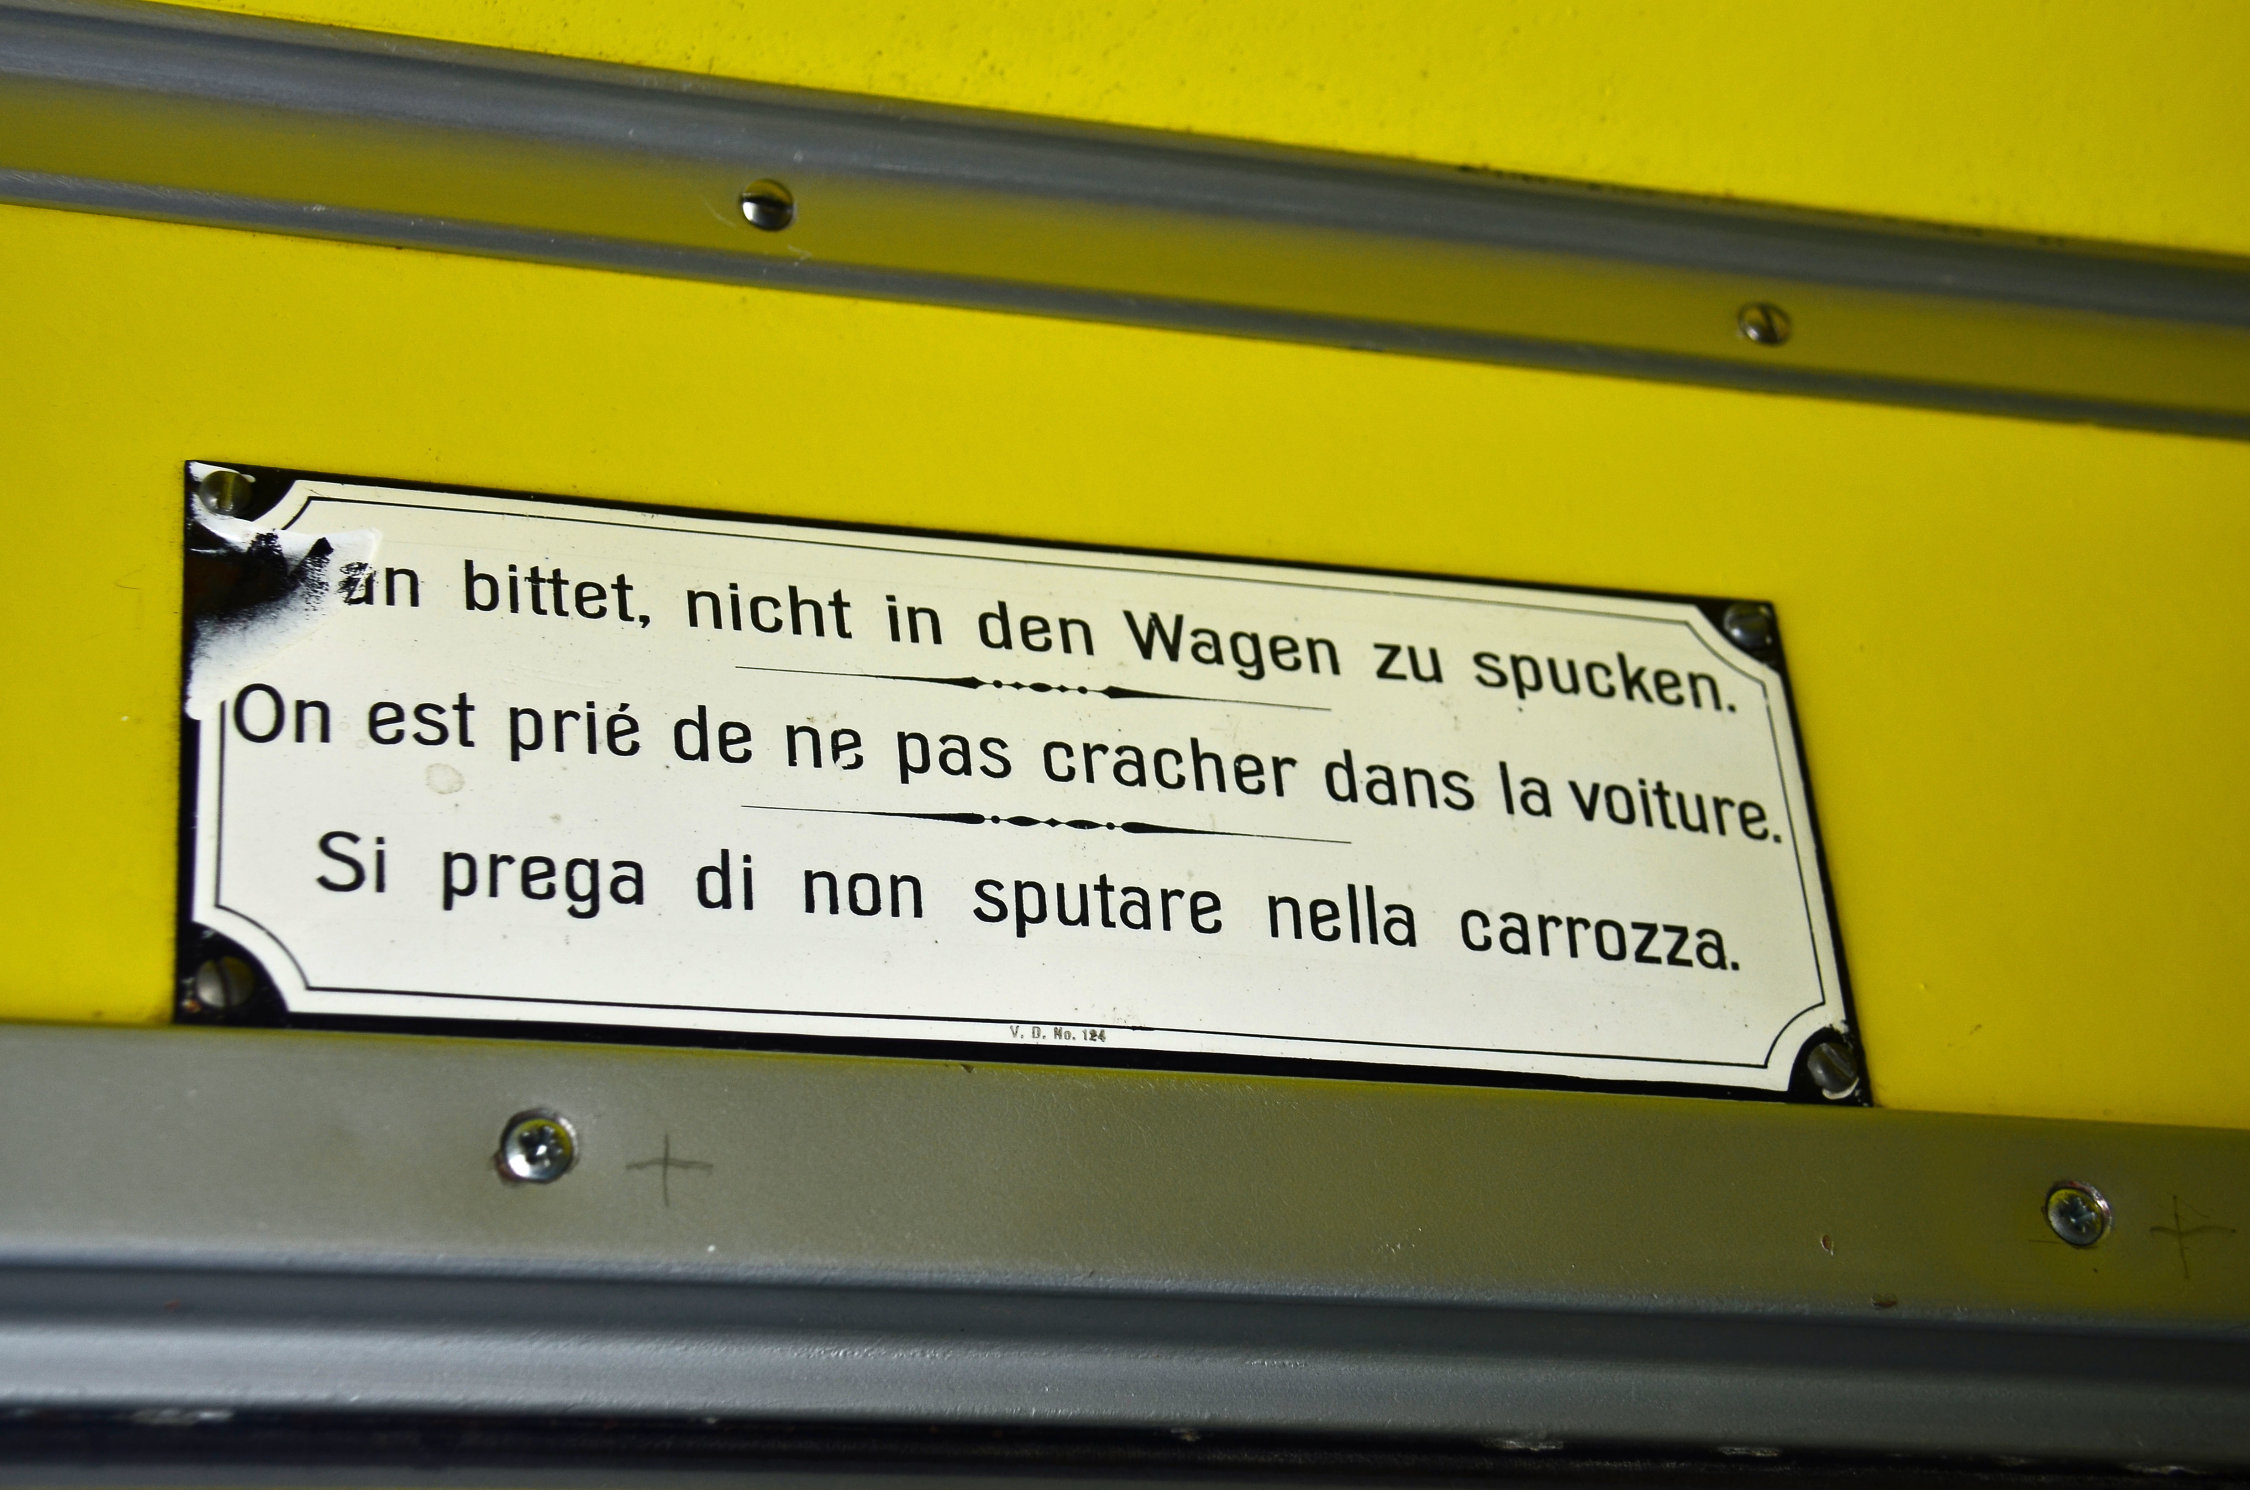 an bittet, nicht in den Wagen zu spucken.
On est prié de ne pas cracher dans la voiture.
Si prega di non sputare nella carrozza.
V. D. No. 124